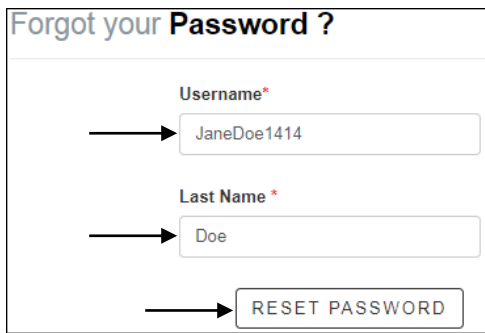 Forgot your Password ?
Username*
JaneDoe1414
Last Name *
Doe
RESET PASSWORD